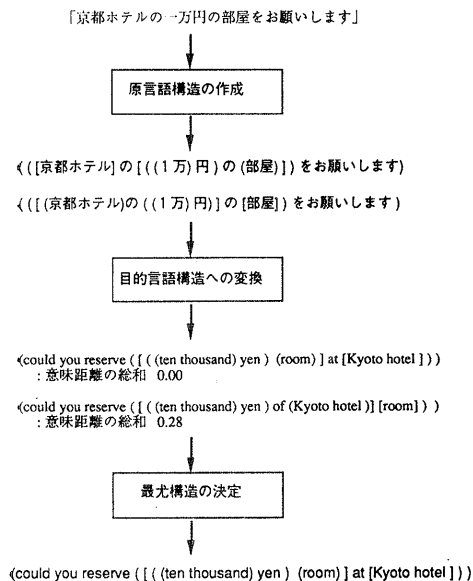 「京都ホテルの一万円の部屋をお願いします」
原言語構造の作成
( ( [京都ホテル] の [ ( (1 万) 円 ) の (部屋) ] ) をお願いします)
( ( [ (京都ホテル)の ( (1 万) 円) ] の [部屋] ) をお願いします )
目的言語構造への変換
(could you reserve ( [ ( (ten thousand) yen ) (room) ] at [Kyoto hotel ] ) )
: 意味距離の総和 0.00
(could you reserve ( [ ( (ten thousand) yen ) of (Kyoto hotel )] [room] ) )
: 意味距離の総和 0.28
最尤構造の決定
(could you reserve ( [ ( (ten thousand) yen ) (room) ] at [Kyoto hotel ] ) )